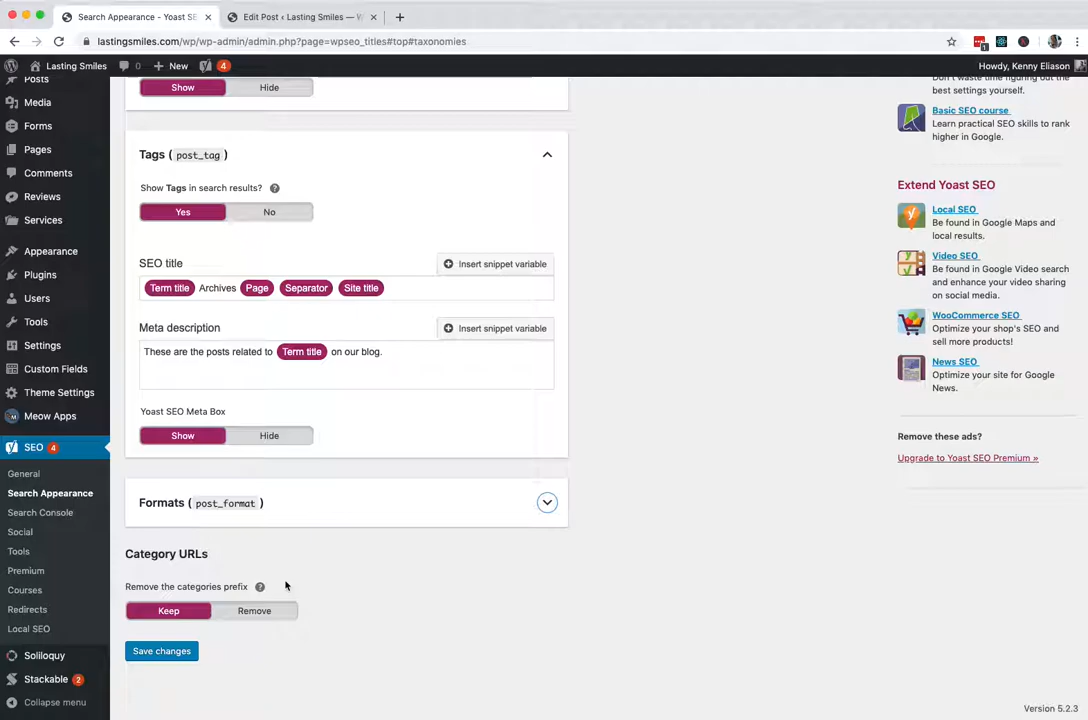 Search Appearance - Yoast SE
Edit Post ‹ Lasting Smiles — W
lastingsmiles.com/wp/wp-admin/admin.php?page=wpseo_titles#top#taxonomies
1
Lasting Smiles
0
New
4
Howdy, Kenny Eliason
Posts
Media
Forms
Pages
Comments
Reviews
Services
Appearance
Plugins
Users
Tools
Settings
Custom Fields
Theme Settings
Meow Apps
SEO 4
General
Search Appearance
Search Console
Social
Tools
Premium
Courses
Redirects
Local SEO
Soliloquy
Stackable 2
Collapse menu
Show Hide
Tags ( post_tag )
Show Tags in search results? ?
Yes No
SEO title
Insert snippet variable
Term title Archives Page Separator Site title
Meta description
Insert snippet variable
These are the posts related to Term title on our blog.
Yoast SEO Meta Box
Show Hide
Formats ( post_format )
Category URLs
Remove the categories prefix ?
Keep Remove
Save changes
Don't waste time figuring out the
best settings yourself.
Basic SEO course
Learn practical SEO skills to rank
higher in Google.
Extend Yoast SEO
Local SEO
Be found in Google Maps and
local results.
Video SEO
Be found in Google Video search
and enhance your video sharing
on social media.
WooCommerce SEO
Optimize your shop's SEO and
sell more products!
News SEO
Optimize your site for Google
News.
Remove these ads?
Upgrade to Yoast SEO Premium »
Version 5.2.3